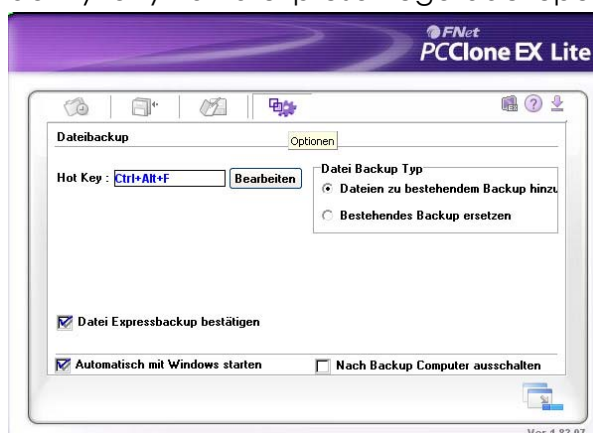 FNet
PCClone EX Lite
Dateibackup
Optionen
Hot Key : Ctrl+Alt+F
Bearbeiten
Datei Backup Typ
Dateien zu bestehendem Backup hinzu
Bestehendes Backup ersetzen
Datei Expressbackup bestätigen
Automatisch mit Windows starten
Nach Backup Computer ausschalten